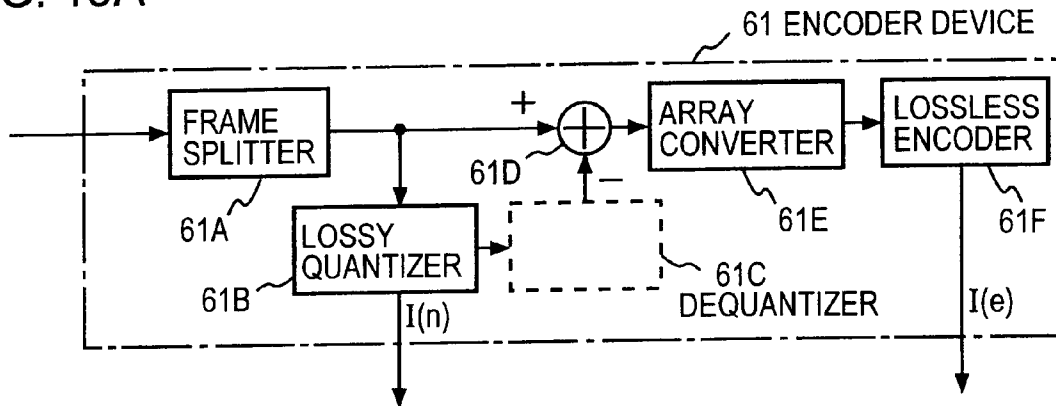 61 ENCODER DEVICE
FRAME
SPLITTER
+
ARRAY
CONVERTER
LOSSLESS
ENCODER
61D
−
61A
61E
61F
LOSSY
QUANTIZER
61B
61C
DEQUANTIZER
I(n)
I(e)